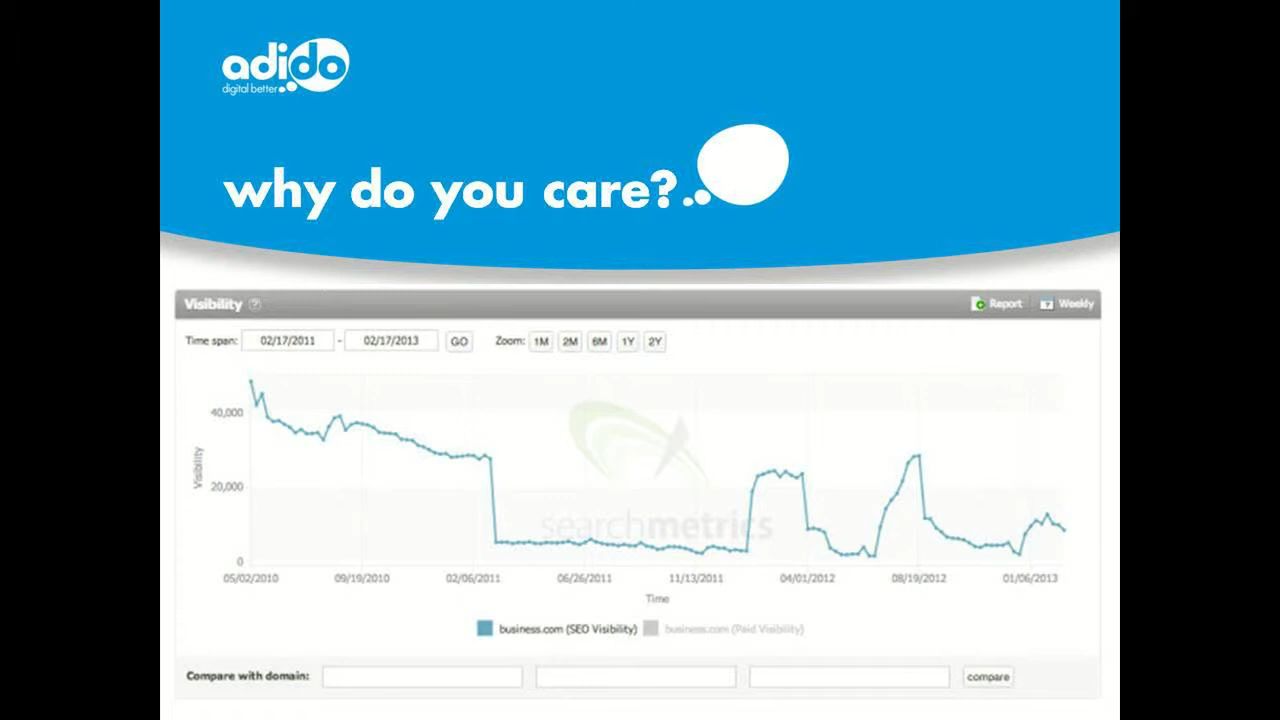 adido
digital better
why do you care?
Visibility ?
Report
Weekly
Time span: 02/17/2011 - 02/17/2013 GO Zoom: 1M 2M 6M 1Y 2Y
40,000
20,000
0
Visibility
searchmetrics
05/02/2010 09/19/2010 02/06/2011 06/26/2011 11/13/2011 04/01/2012 08/19/2012 01/06/2013
Time
business.com (SEO Visibility) business.com (Paid Visibility)
Compare with domain: compare